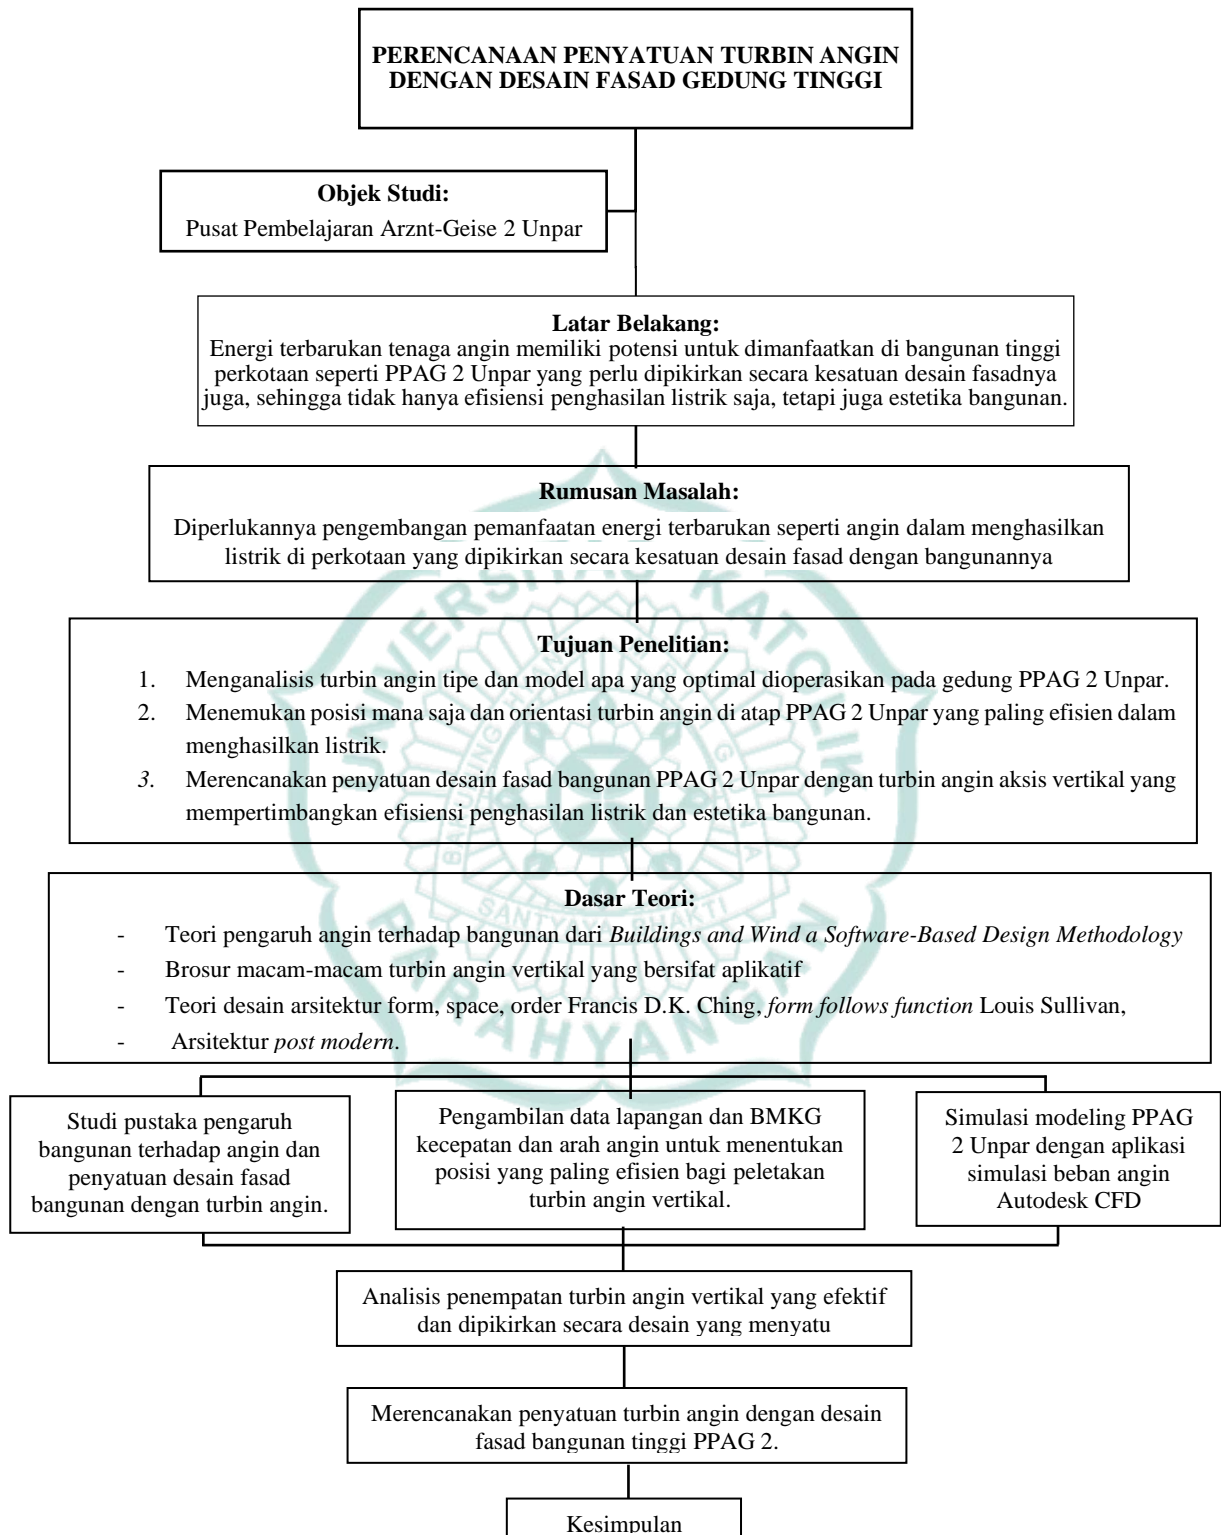 PERENCANAAN PENYATUAN TURBIN ANGIN
DENGAN DESAIN FASAD GEDUNG TINGGI
Objek Studi:
Pusat Pembelajaran Arznt-Geise 2 Unpar
Latar Belakang:
Energi terbarukan tenaga angin memiliki potensi untuk dimanfaatkan di bangunan tinggi
perkotaan seperti PPAG 2 Unpar yang perlu dipikirkan secara kesatuan desain fasadnya
juga, sehingga tidak hanya efisiensi penghasilan listrik saja, tetapi juga estetika bangunan.
Rumusan Masalah:
Diperlukannya pengembangan pemanfaatan energi terbarukan seperti angin dalam menghasilkan
listrik di perkotaan yang dipikirkan secara kesatuan desain fasad dengan bangunannya
Tujuan Penelitian:
1. Menganalisis turbin angin tipe dan model apa yang optimal dioperasikan pada gedung PPAG 2 Unpar.
2. Menemukan posisi mana saja dan orientasi turbin angin di atap PPAG 2 Unpar yang paling efisien dalam
menghasilkan listrik.
3. Merencanakan penyatuan desain fasad bangunan PPAG 2 Unpar dengan turbin angin aksis vertikal yang
mempertimbangkan efisiensi penghasilan listrik dan estetika bangunan.
Dasar Teori:
- Teori pengaruh angin terhadap bangunan dari Buildings and Wind a Software-Based Design Methodology
- Brosur macam-macam turbin angin vertikal yang bersifat aplikatif
- Teori desain arsitektur form, space, order Francis D.K. Ching, form follows function Louis Sullivan,
- Arsitektur post modern.
Studi pustaka pengaruh
bangunan terhadap angin dan
penyatuan desain fasad
bangunan dengan turbin angin.
Pengambilan data lapangan dan BMKG
kecepatan dan arah angin untuk menentukan
posisi yang paling efisien bagi peletakan
turbin angin vertikal.
Simulasi modeling PPAG
2 Unpar dengan aplikasi
simulasi beban angin
Autodesk CFD
Analisis penempatan turbin angin vertikal yang efektif
dan dipikirkan secara desain yang menyatu
Merencanakan penyatuan turbin angin dengan desain
fasad bangunan tinggi PPAG 2.
Kesimpulan
UNIVERSITAS KATOLIK
PARAHYANGAN
SANTYAYA BHAKTI